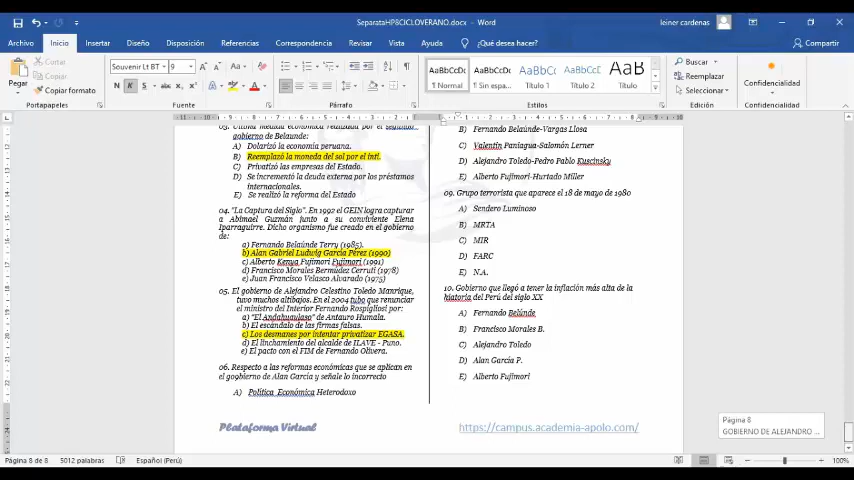 SeparataHP8CICLOVERANO.docx - Word
leiner cardenas
Archivo Inicio Insertar Diseño Disposición Referencias Correspondencia Revisar Vista Ayuda ¿Qué desea hacer? Compartir
Pegar
Cortar
Copiar
Copiar formato
Portapapeles
Souvenir Lt BT 9
N K S
Fuente
Párrafo
AaBbCcDc AaBbCcDc AaBbCc AaBbCcC AaB
¶ Normal ¶ Sin espa... Título 1 Título 2 Título
Estilos
Buscar
Reemplazar
Seleccionar
Edición
Confidencialidad
Confidencialidad
03. Última medida económica realizada por el segundo
gobierno de Belaunde:
A) Dolarizó la economía peruana.
B) Reemplazó la moneda del sol por el inti.
C) Privatizó las empresas del Estado.
D) Se incrementó la deuda externa por los préstamos
internacionales.
E) Se realizó la reforma del Estado
04. "La Captura del Siglo". En 1992 el GEIN logra capturar
a Abimael Guzmán junto a su conviviente Elena
Iparraguirre. Dicho organismo fue creado en el gobierno
de:
a) Fernando Belaúnde Terry (1985).
b) Alan Gabriel Ludwig García Pérez (1990)
c) Alberto Kenya Fujimori Fujimori (1991)
d) Francisco Morales Bermúdez Cerruti (1978)
e) Juan Francisco Velasco Alvarado (1975)
05. El gobierno de Alejandro Celestino Toledo Manrique,
tuvo muchos altibajos. En el 2004 tubo que renunciar
el ministro del Interior Fernando Rospigliosi por:
a) "El Andahuaylaso" de Antauro Humala.
b) El escándalo de las firmas falsas.
c) Los desmanes por intentar privatizar EGASA.
d) El linchamiento del alcalde de ILAVE - Puno.
e) El pacto con el FIM de Fernando Olivera.
06. Respecto a las reformas económicas que se aplican en
el gogbierno de Alan García y señale lo incorrecto
A) Política Económica Heterodoxo
Plataforma Virtual
B) Fernando Belaúnde-Vargas Llosa
C) Valentín Paniagua-Salomón Lerner
D) Alejandro Toledo-Pedro Pablo Kuscinsky
E) Alberto Fujimori-Hurtado Miller
09. Grupo terrorista que aparece el 18 de mayo de 1980
A) Sendero Luminoso
B) MRTA
C) MIR
D) FARC
E) N.A.
10. Gobierno que llegó a tener la inflación más alta de la
hiatoria del Perú del siglo XX
A) Fernando Belúnde
B) Francisco Morales B.
C) Alejandro Toledo
D) Alan García P.
E) Alberto Fujimori
https://campus.academia-apolo.com/
Página 8
GOBIERNO DE ALEJANDRO ...
Página 8 de 8 5012 palabras Español (Perú) 100%